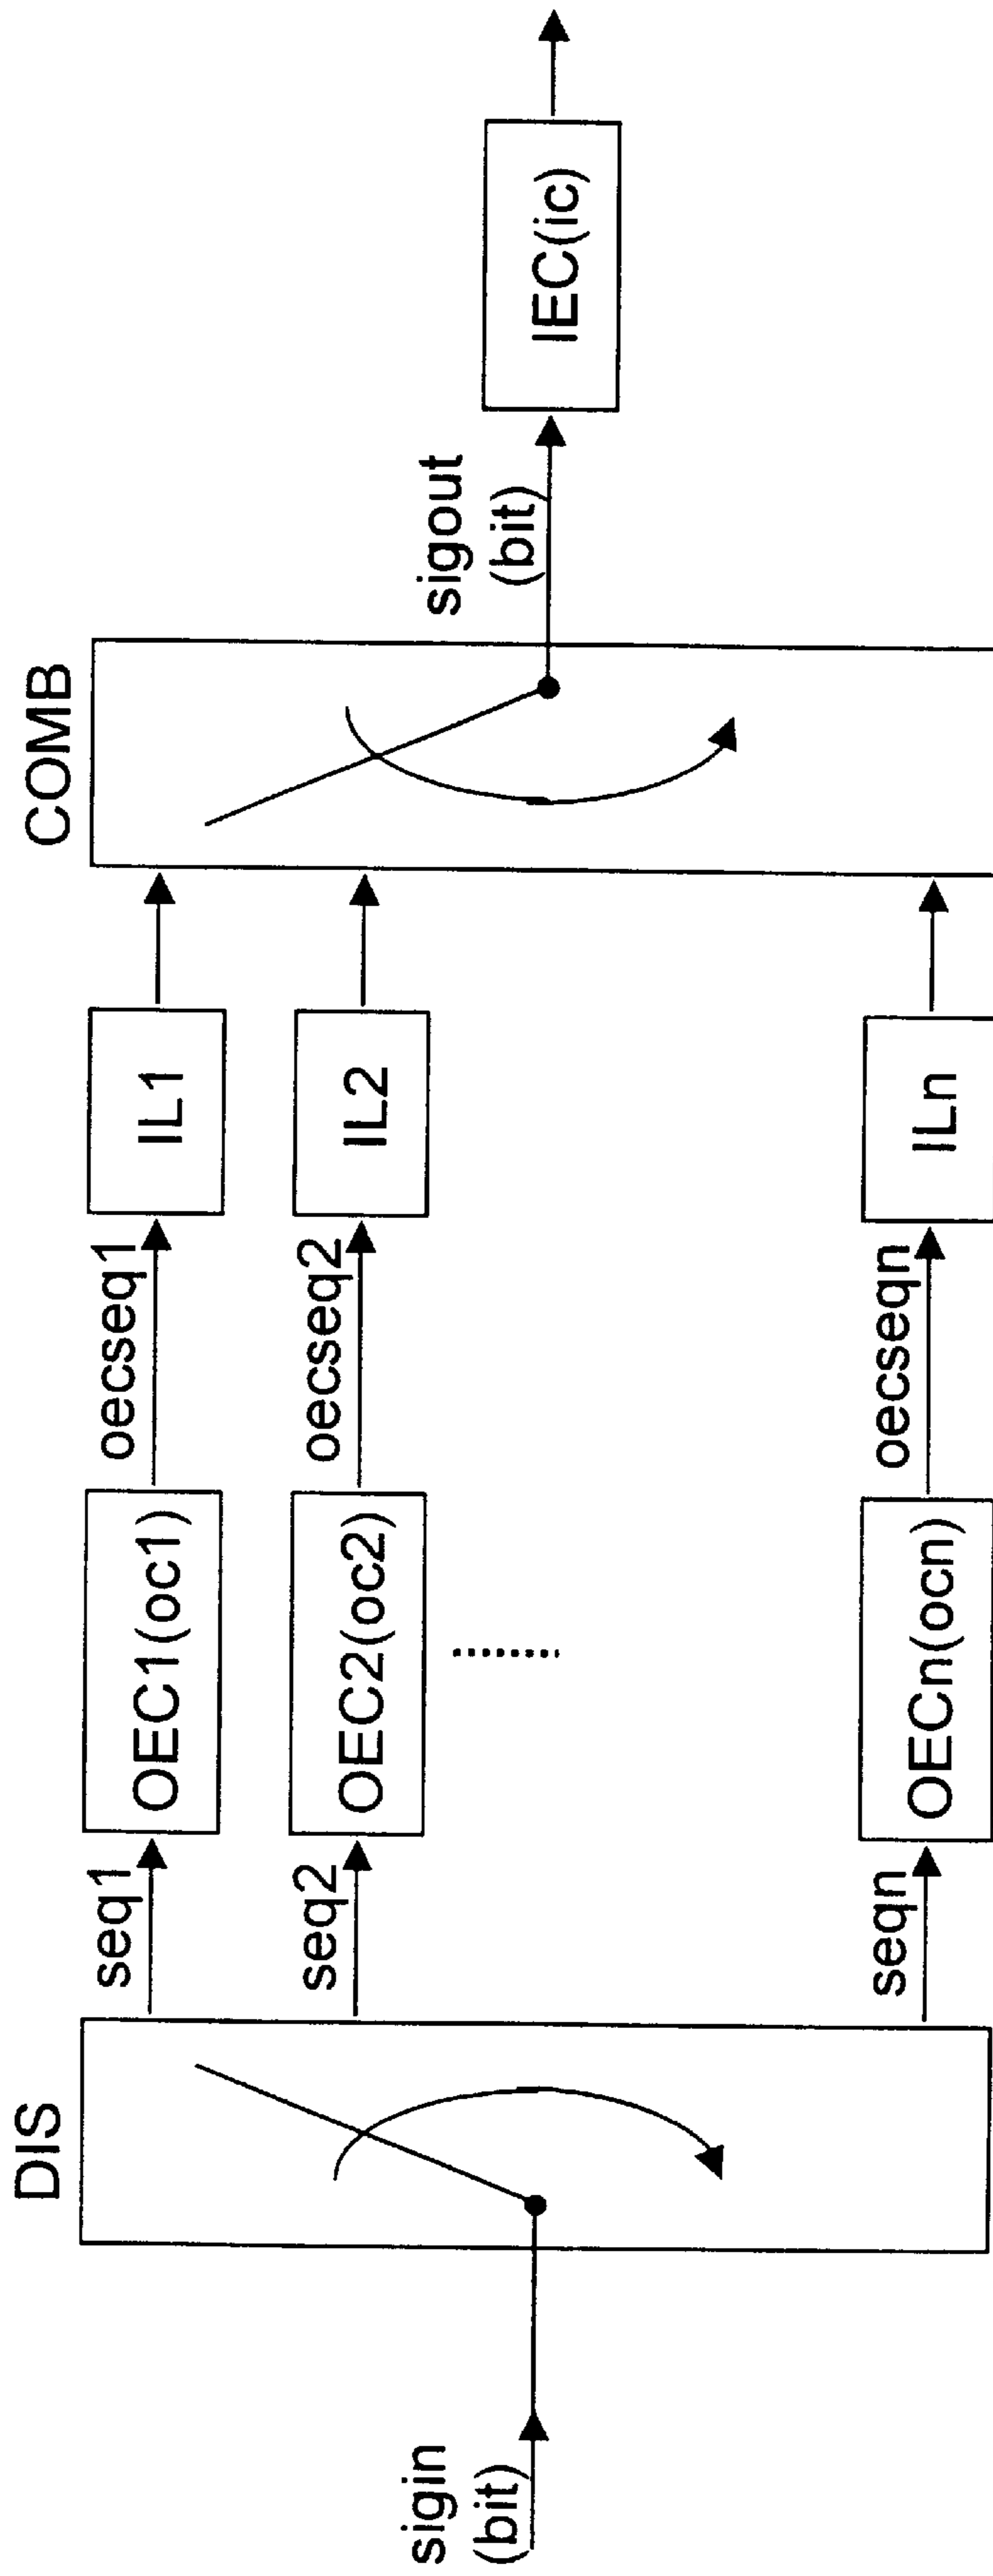 DIS
COMB
sigin
(bit)
seq1
OEC1(oc1)
oecseq1
IL1
seq2
OEC2(oc2)
oecseq2
IL2
seqn
OECn(ocn)
oecseqn
ILn
sigout
(bit)
IEC(ic)